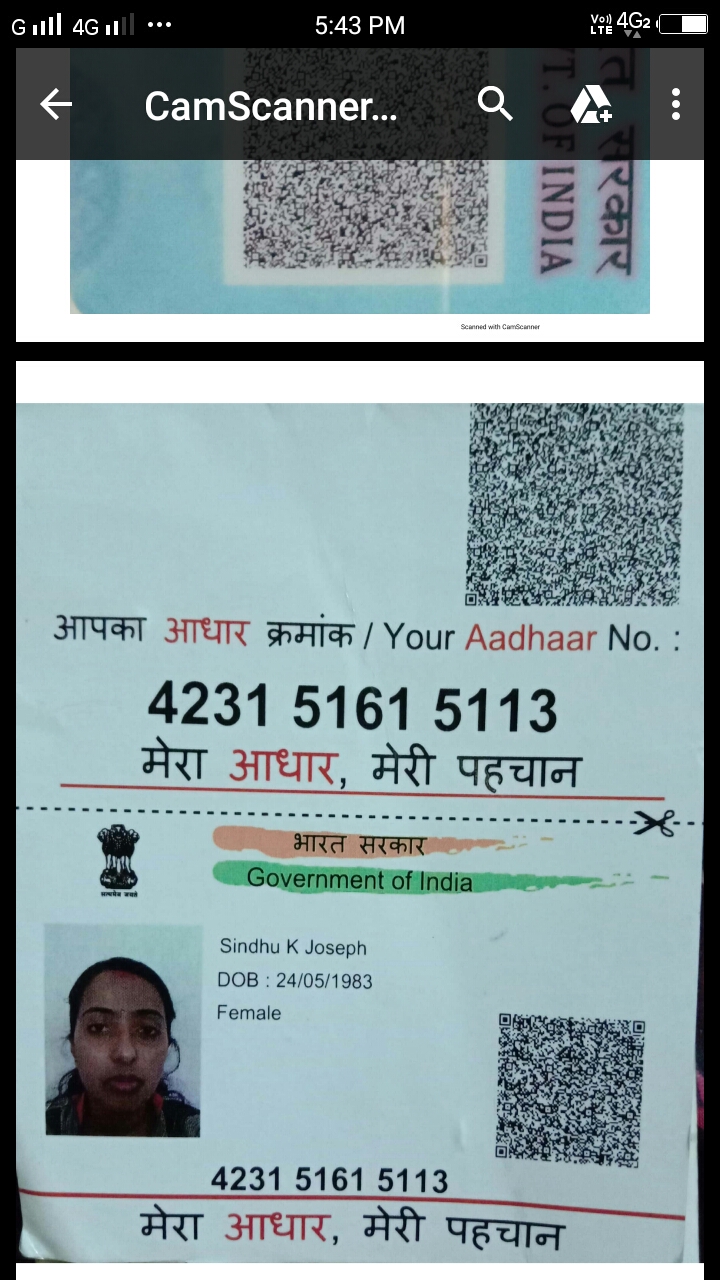 G 4G 5:43 PM Vo)) LTE 4G2
CamScanner...
भारत सरकार
GOVT. OF INDIA
Scanned with CamScanner
आपका आधार क्रमांक / Your Aadhaar No. :
4231 5161 5113
मेरा आधार, मेरी पहचान
भारत सरकार
Government of India
सत्यमेव जयते
Sindhu K Joseph
DOB : 24/05/1983
Female
4231 5161 5113
मेरा आधार, मेरी पहचान